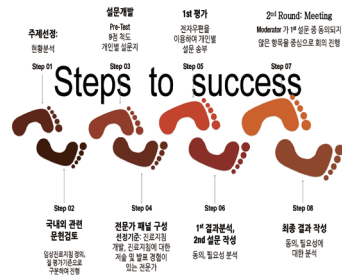 주제선정:
현황분석
Step 01
설문개발
Pre-Test
9점 척도
개인별 설문지
Step 03
1st 평가
전자우편을
이용하여 개인별
설문 송부
Step 05
2nd Round: Meeting
Moderator 가 1st 설문 중 동의되지
않은 항목을 중심으로 회의 진행
Step 07
Steps to success
Step 02
국내외 관련
문헌검토
임상진료지침 정의,
질 평가기준으로
구분하여 진행
Step 04
전문가 패널 구성
선정기준: 진료지침
개발, 진료지침에 대한
저술 및 발표 경험이
있는 전문가
Step 06
1st 결과분석,
2nd 설문 작성
동의, 필요성 분석
Step 08
최종 결과 작성
동의, 필요성에
대한 분석